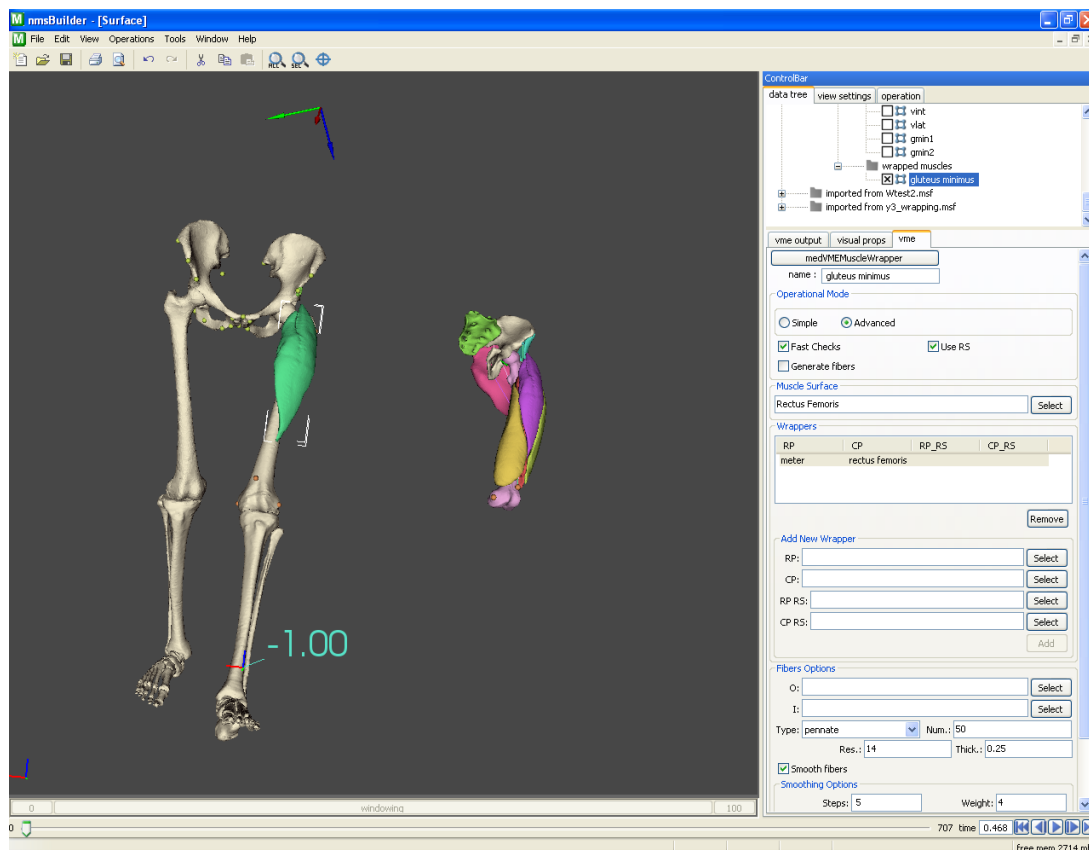 nmsBuilder - [Surface]
File Edit View Operations Tools Window Help
ALL SEL
ControlBar
data tree view settings operation
vint
vlat
gmin1
gmin2
wrapped muscles
gluteus minimus
imported from Wtest2.msf
imported from y3_wrapping.msf
vme output visual props vme
medVMEMuscleWrapper
name : gluteus minimus
Operational Mode
Simple Advanced
Fast Checks Use RS
Generate fibers
Muscle Surface
Rectus Femoris Select
Wrappers
RP CP RP_RS CP_RS
meter rectus femoris
Remove
Add New Wrapper
RP: Select
CP: Select
RP RS: Select
CP RS: Select
Add
-1.00
Fibers Options
O: Select
I: Select
Type: pennate Num.: 50
Res.: 14 Thick.: 0.25
Smooth fibers
Smoothing Options
Steps: 5 Weight: 4
0 windowing 100
0 707 time 0.468
free mem 2714 m